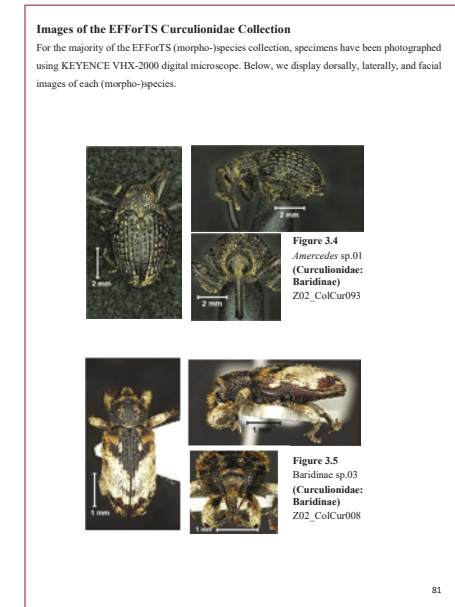 Images of the EFForTS Curculionidae Collection
For the majority of the EFForTS (morpho-)species collection, specimens have been photographed
using KEYENCE VHX-2000 digital microscope. Below, we display dorsally, laterally, and facial
images of each (morpho-)species.
2 mm
2 mm
2 mm
Figure 3.4
Amercedes sp.01
(Curculionidae:
Baridinae)
Z02_ColCur093
1 mm
1 mm
1 mm
Figure 3.5
Baridinae sp.03
(Curculionidae:
Baridinae)
Z02_ColCur008
81